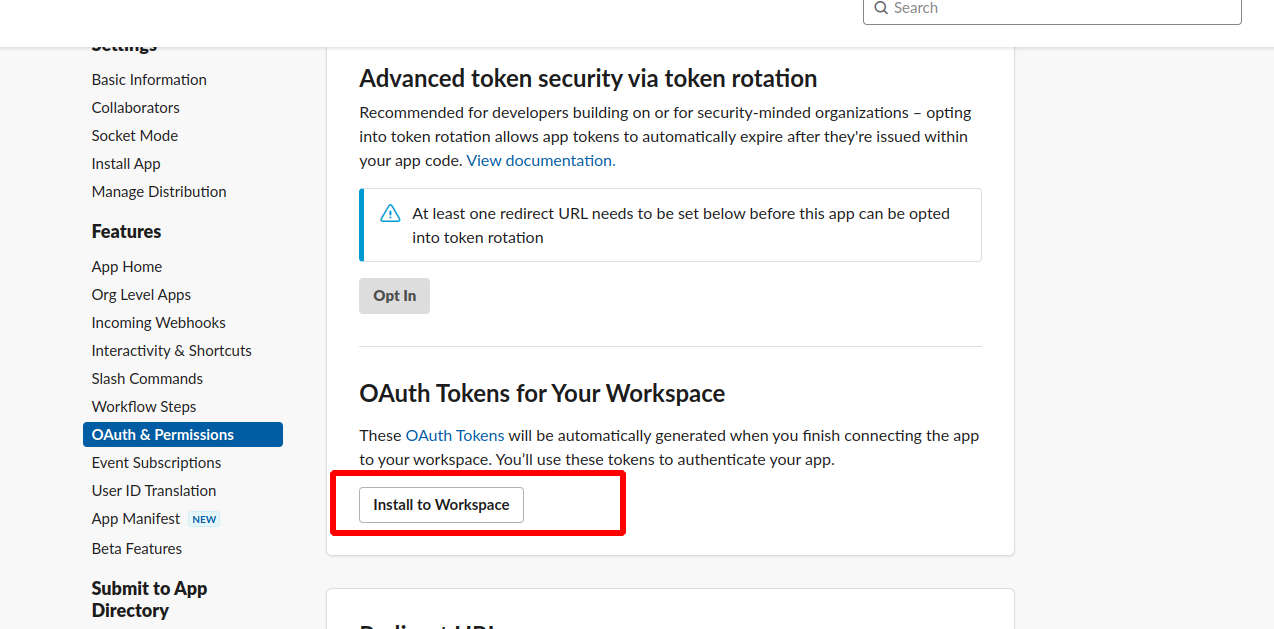 Search
Settings
Basic Information
Collaborators
Socket Mode
Install App
Manage Distribution
Features
App Home
Org Level Apps
Incoming Webhooks
Interactivity & Shortcuts
Slash Commands
Workflow Steps
OAuth & Permissions
Event Subscriptions
User ID Translation
App Manifest NEW
Beta Features
Submit to App
Directory
Advanced token security via token rotation
Recommended for developers building on or for security-minded organizations – opting
into token rotation allows app tokens to automatically expire after they're issued within
your app code. View documentation.
At least one redirect URL needs to be set below before this app can be opted
into token rotation
Opt In
OAuth Tokens for Your Workspace
These OAuth Tokens will be automatically generated when you finish connecting the app
to your workspace. You’ll use these tokens to authenticate your app.
Install to Workspace